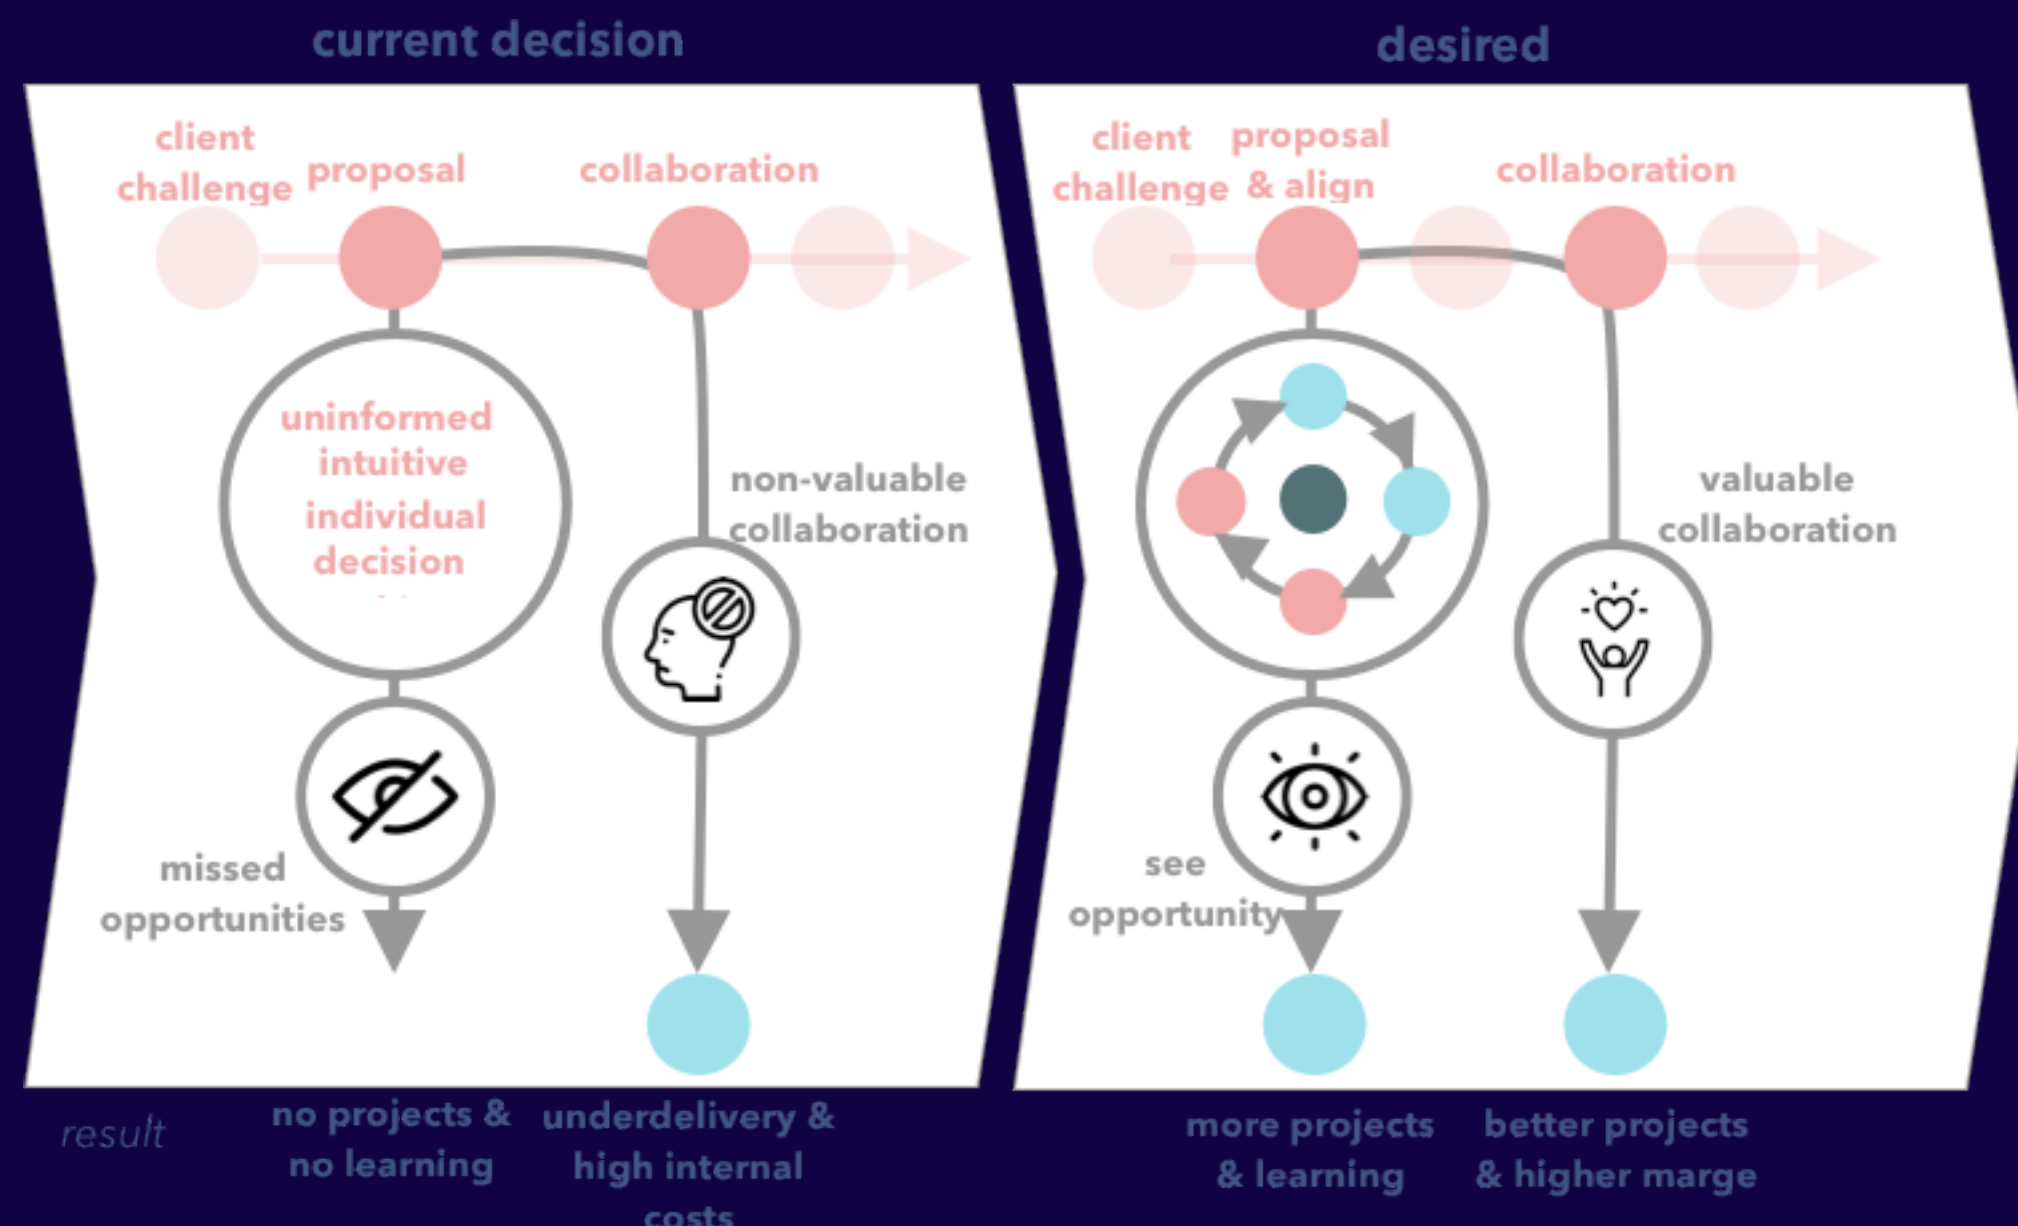 current decision
desired
client
challenge
proposal
collaboration
client
challenge
proposal
& align
collaboration
uninformed
intuitive
individual
decision
non-valuable
collaboration
valuable
collaboration
missed
opportunities
see
opportunity
result
no projects &
no learning
underdelivery &
high internal
costs
more projects
& learning
better projects
& higher marge